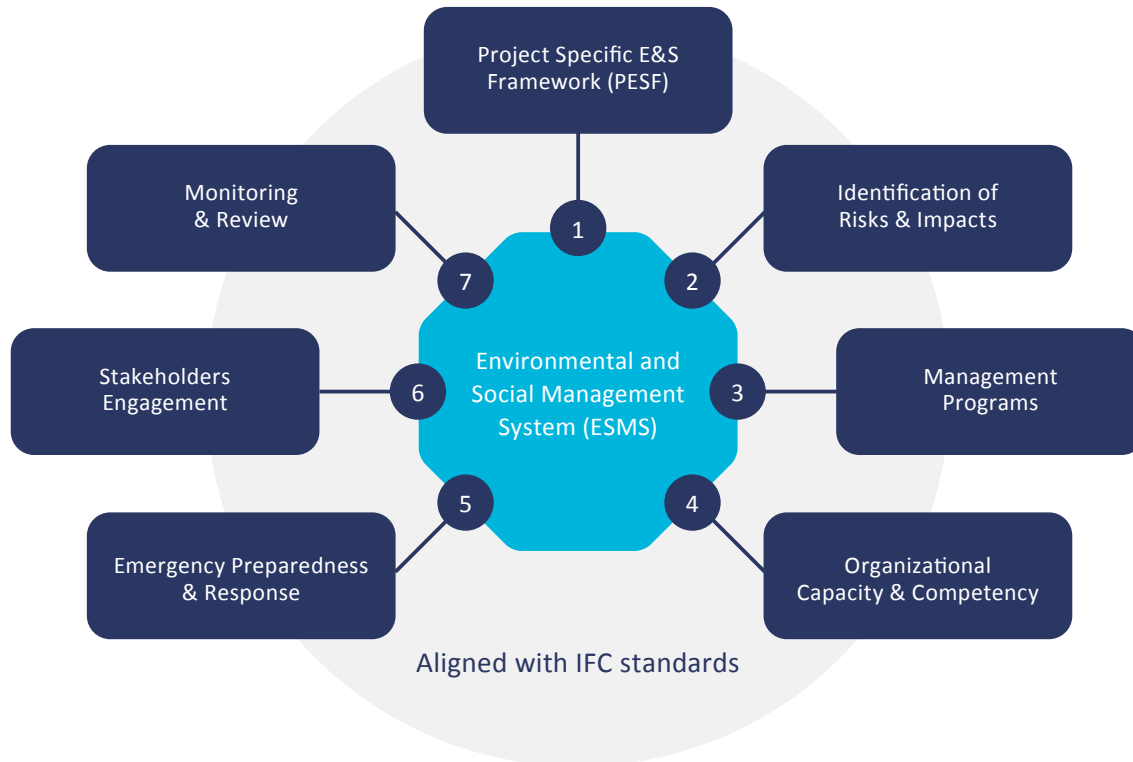 Project Specific E&S
Framework (PESF)
Monitoring
& Review
Identification of
Risks & Impacts
1
7
2
Stakeholders
Engagement
6
Environmental and
Social Management
System (ESMS)
3
Management
Programs
5
4
Emergency Preparedness
& Response
Organizational
Capacity & Competency
Aligned with IFC standards